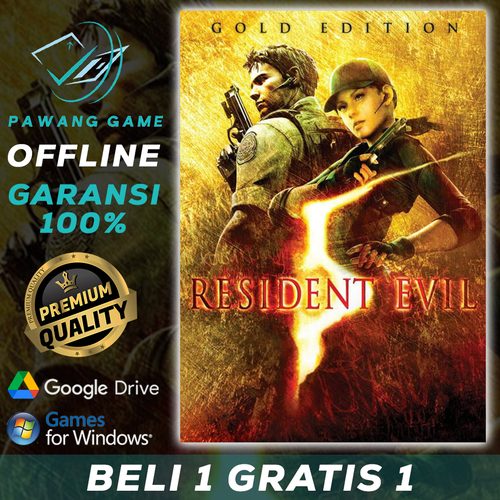 GOLD EDITION
PAWANG GAME
OFFLINE
GARANSI
100%
PREMIUM
QUALITY
Google Drive
Games
for Windows®
RESIDENT EVIL
5
BELI 1 GRATIS 1